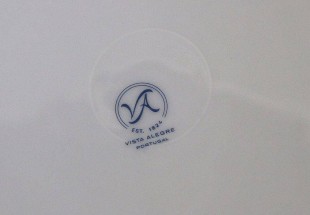 VA
EST. 1824
VISTA ALEGRE
PORTUGAL